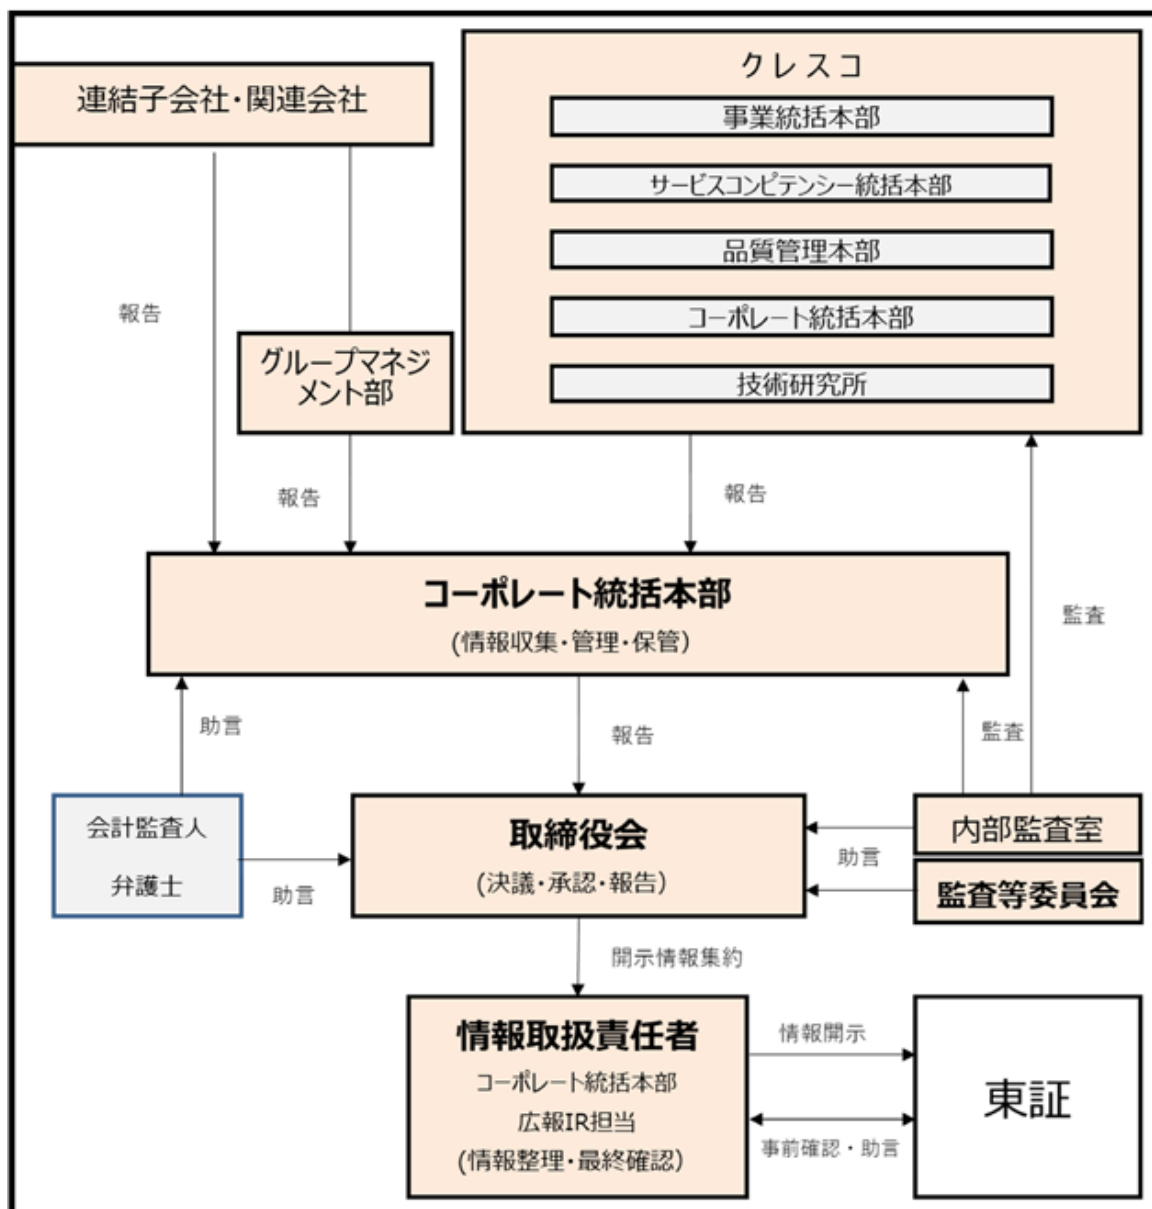 連結子会社・関連会社
クレスコ
事業統括本部
サービスコンピテンシー統括本部
品質管理本部
コーポレート統括本部
技術研究所
報告
グループマネジ
メント部
報告
報告
コーポレート統括本部
(情報収集・管理・保管)
監査
助言
報告
監査
会計監査人
弁護士
助言
取締役会
(決議・承認・報告)
助言
内部監査室
監査等委員会
開示情報集約
情報取扱責任者
コーポレート統括本部
広報IR担当
(情報整理・最終確認)
情報開示
事前確認・助言
東証